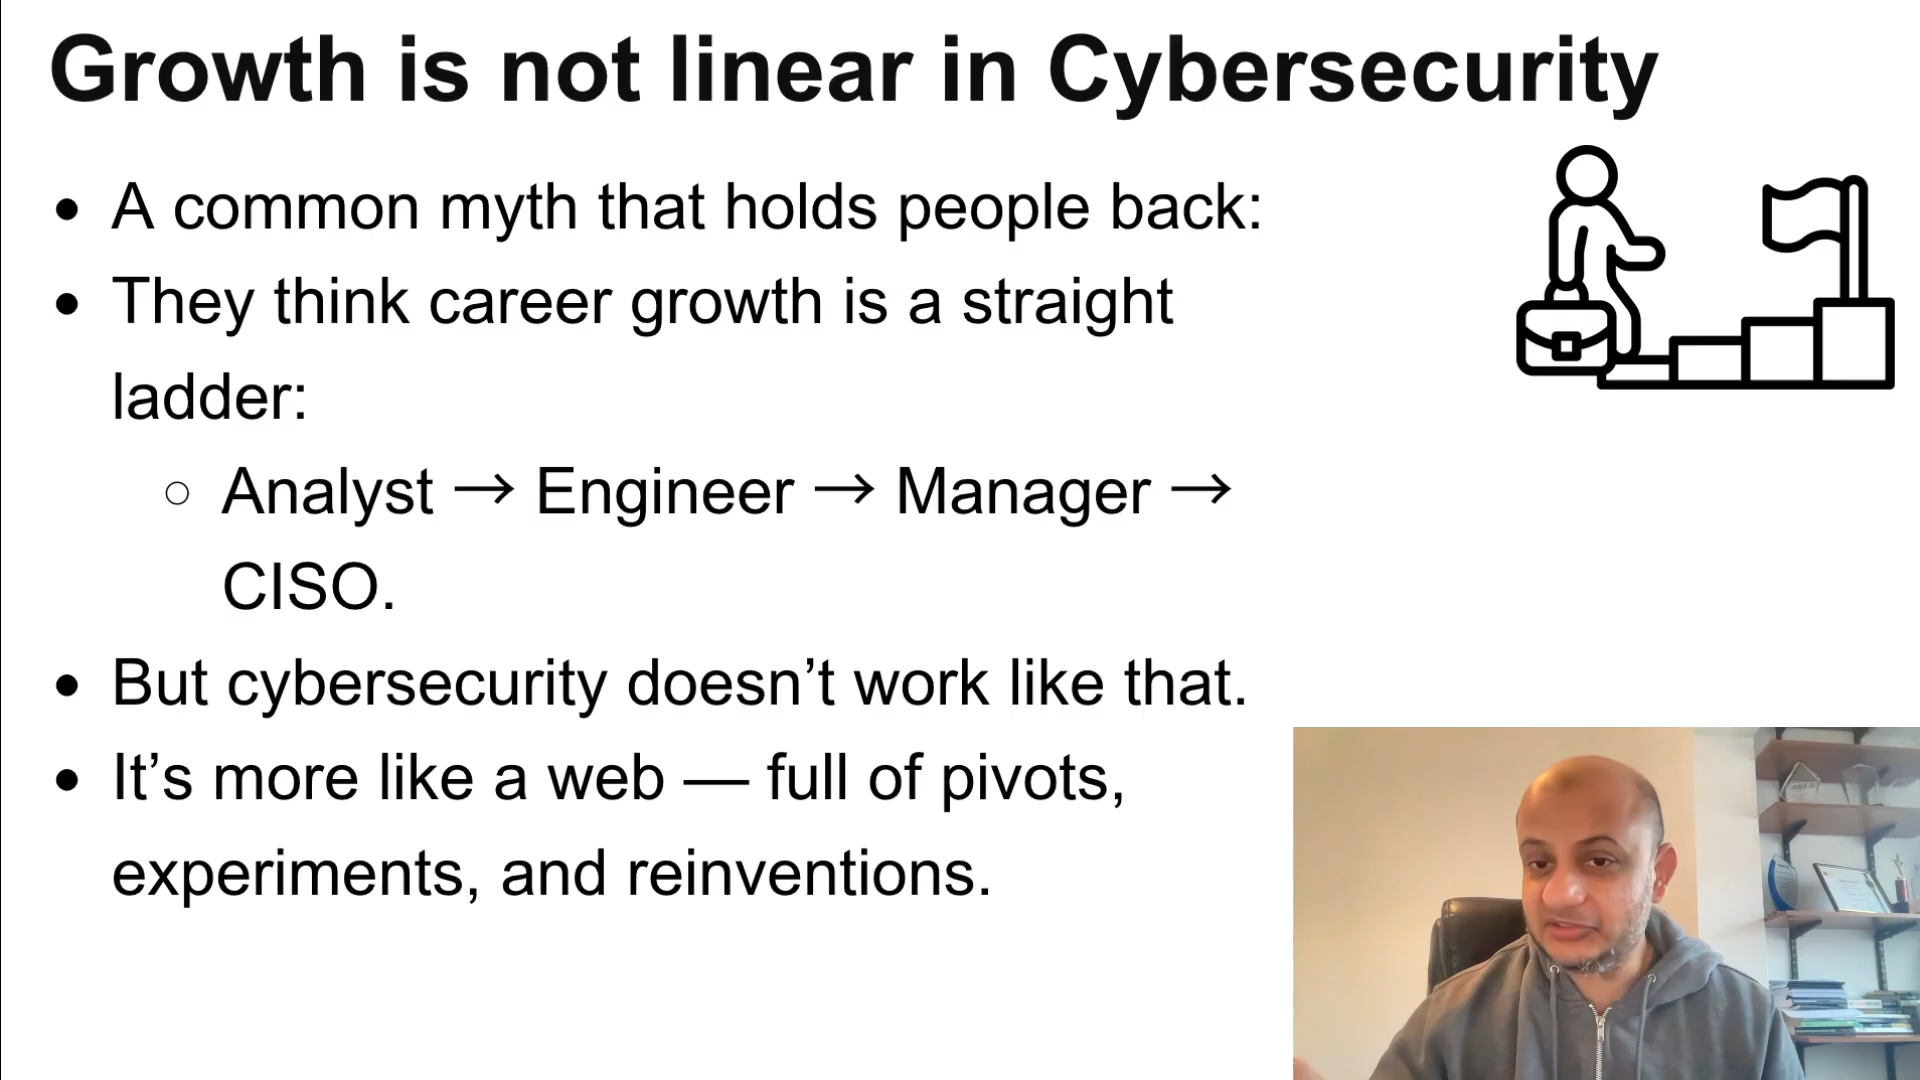 Growth is not linear in Cybersecurity
• A common myth that holds people back:
• They think career growth is a straight
ladder:
○ Analyst → Engineer → Manager →
CISO.
• But cybersecurity doesn’t work like that.
• It’s more like a web — full of pivots,
experiments, and reinventions.